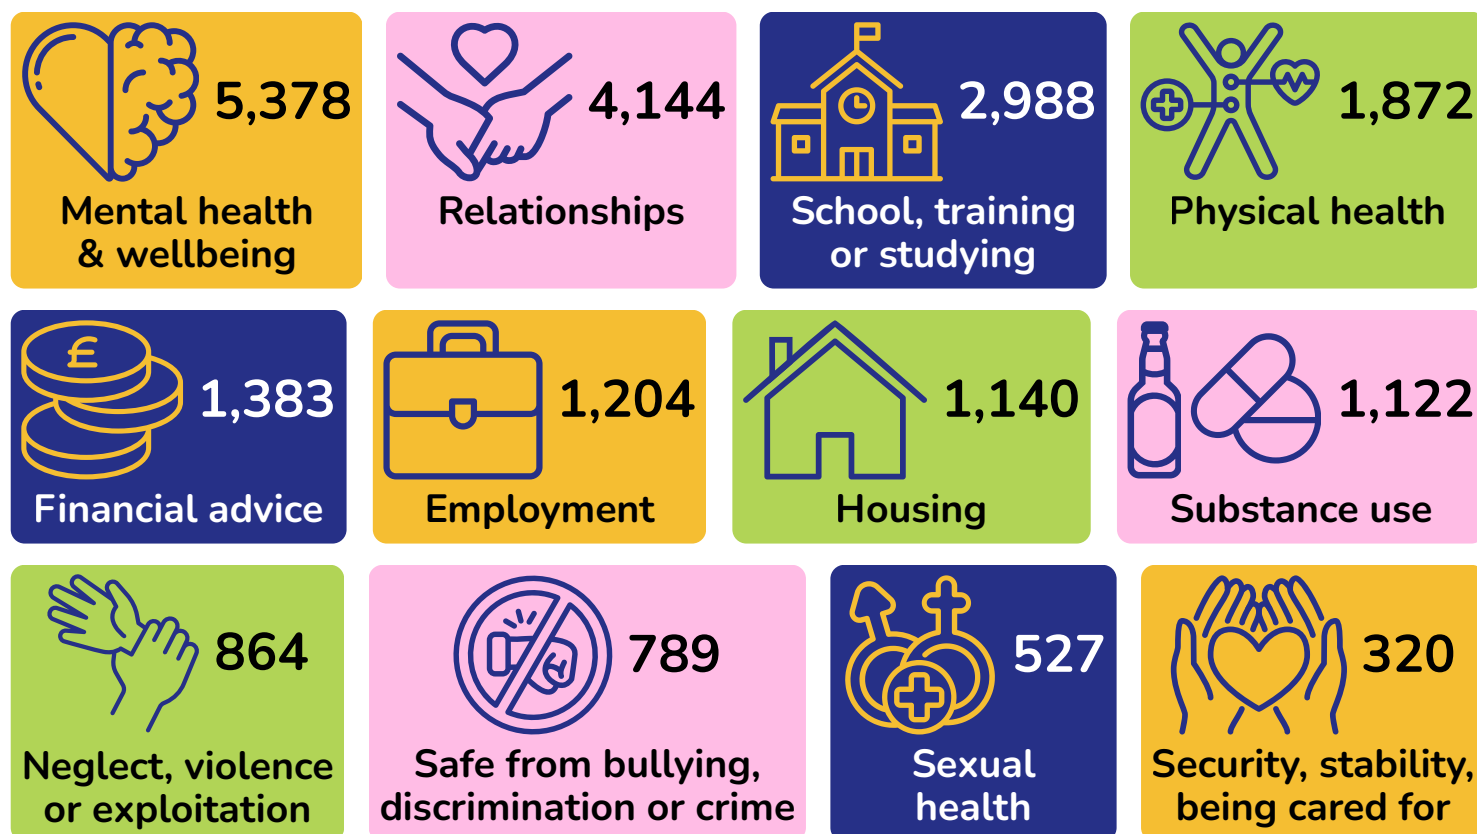 5,378
Mental health
& wellbeing
4,144
Relationships
2,988
School, training
or studying
1,872
Physical health
£
1,383
Financial advice
1,204
Employment
1,140
Housing
1,122
Substance use
864
Neglect, violence
or exploitation
789
Safe from bullying,
discrimination or crime
527
Sexual
health
320
Security, stability,
being cared for